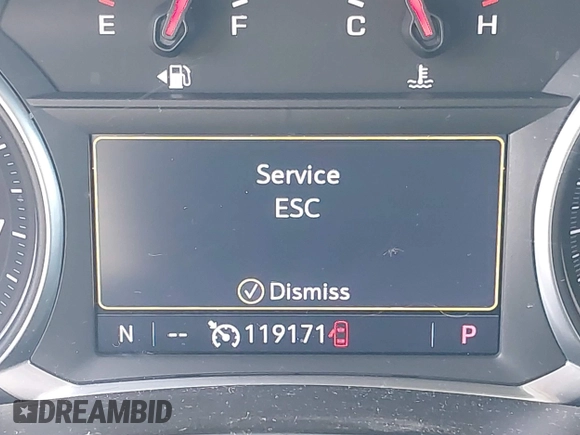 E F C H
Service
ESC
Dismiss
N -- 119171 P
DREAMBID